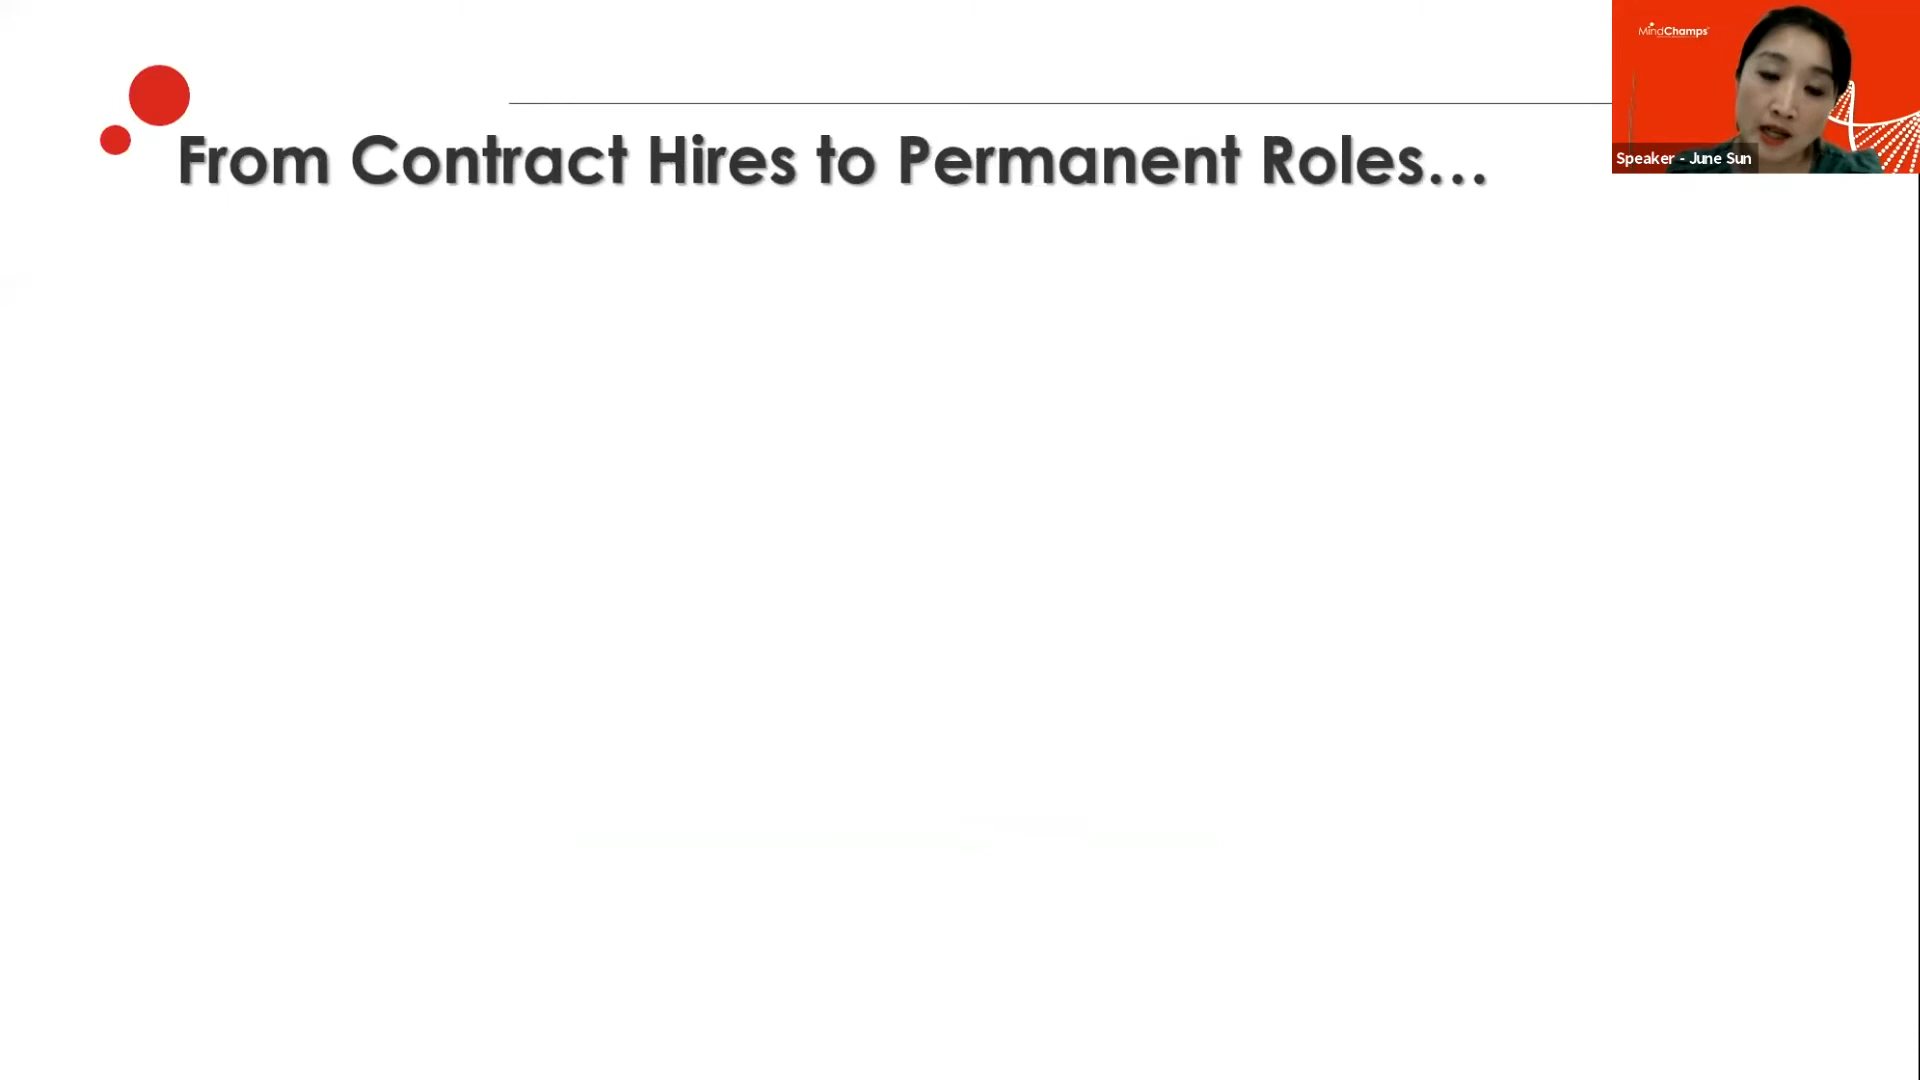 MindChamps
From Contract Hires to Permanent Roles...
Speaker - June Sun